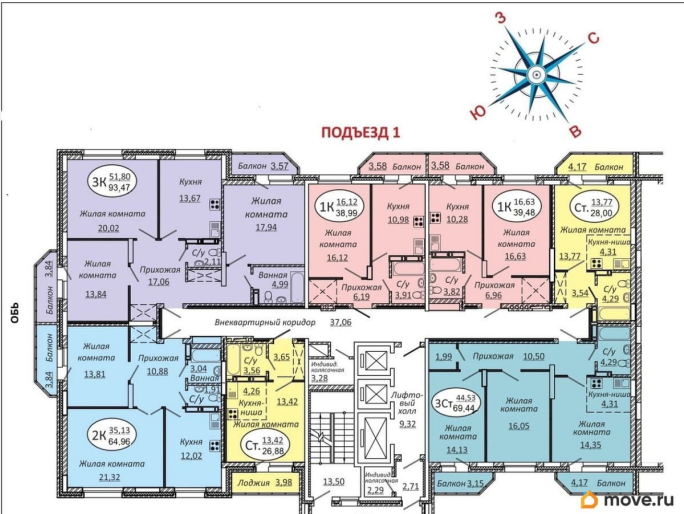 З
С
Ю
В
ПОДЪЕЗД 1
ОБЬ
Балкон 3,57
3,58 Балкон
3,58 Балкон
4,17 Балкон
3К 51,80
93,47
Жилая комната
20,02
Кухня
13,67
Жилая
комната
17,94
1К 16,12
38,99
Жилая
комната
16,12
Кухня
10,98
Кухня
10,28
1К 16,63
39,48
Жилая
комната
16,63
Ст. 13,77
28,00
Жилая
комната
13,77
Кухня-ниша
4,31
3,84
Балкон
Жилая
комната
13,84
Прихожая
17,06
С/у
2,11
Ванная
4,99
Прихожая
6,19
С/у
3,91
С/у
3,82
Прихожая
6,96
3,54
С/у
4,29
Внеквартирный коридор 37,06
Балкон
3,84
Жилая
комната
13,81
Прихожая
10,88
3,04
Ванная
С/у
2К 35,13
64,96
Жилая комната
21,32
Кухня
12,02
С/у
3,56
3,65
4,26
Кухня-
ниша
13,42
Жилая
комната
Ст. 13,42
26,88
Лоджия 3,98
Индивид.
колясочная
3,28
13,50
Лифто-
вый
холл
9,32
Индивид.
колясочная
2,29
2,71
1,99
Прихожая 10,50
С/у
4,29
3Ст 44,53
69,44
Жилая
комната
14,13
Жилая
комната
16,05
Кухня-ниша
4,31
Жилая
комната
14,35
Балкон 3,15
4,17 Балкон
move.ru